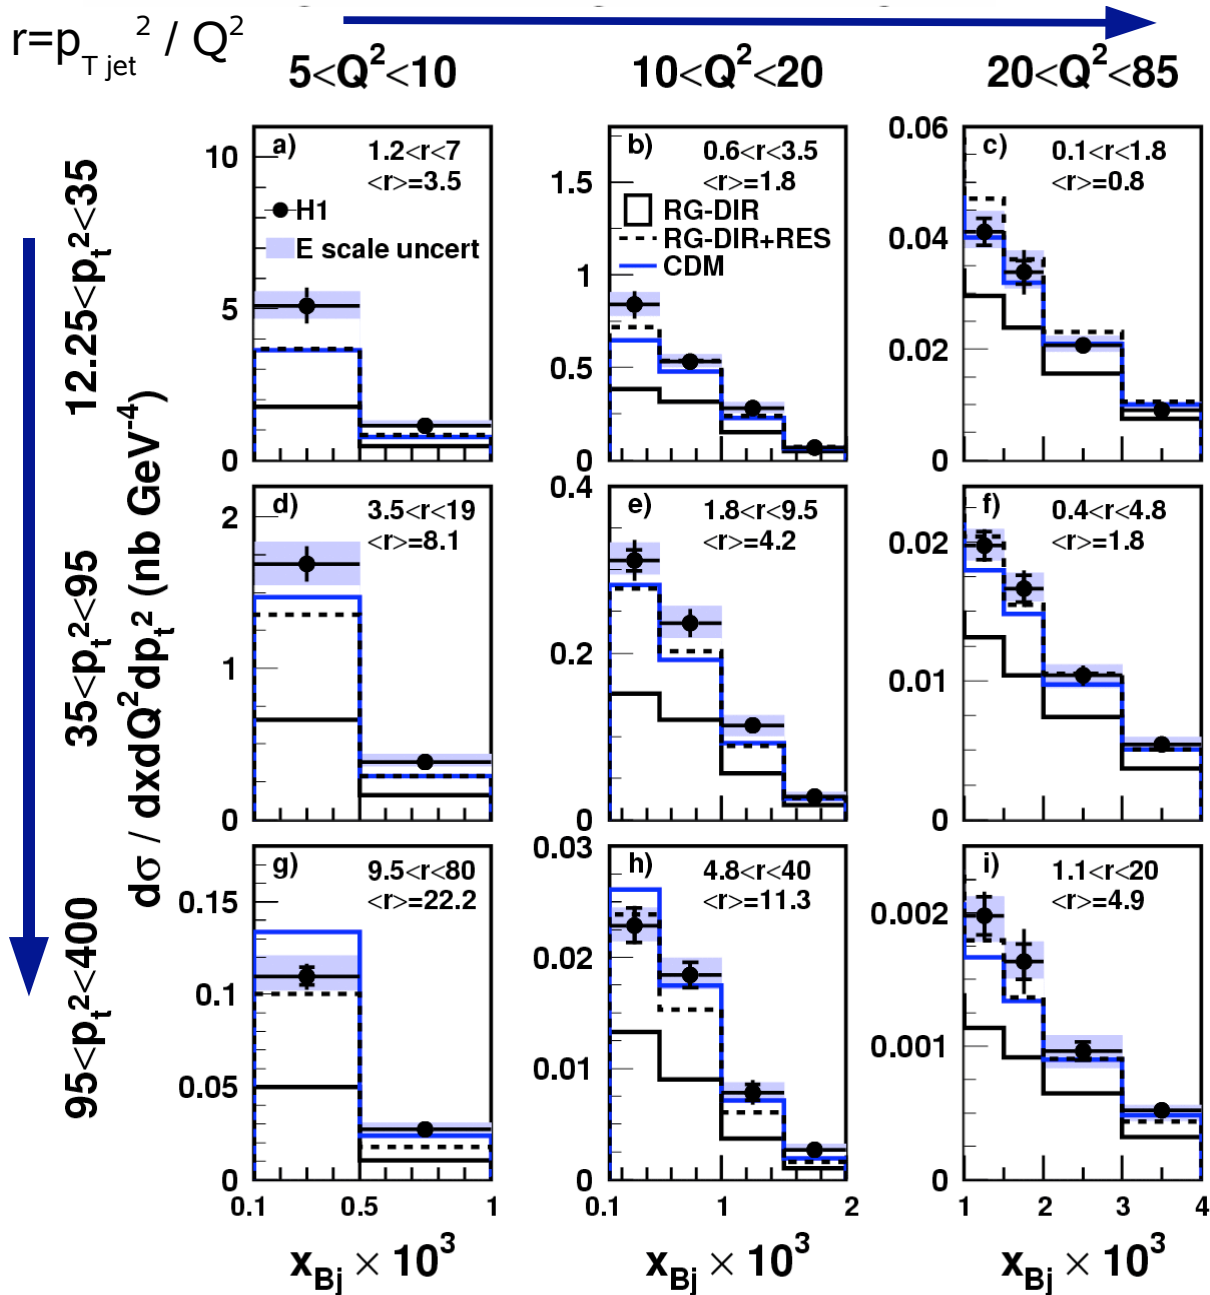 r=p_{T jet}^2 / Q^2
5<Q^2<10
10<Q^2<20
20<Q^2<85
12.25<p_t^2<35
35<p_t^2<95
95<p_t^2<400
dσ / dxdQ^2dp_t^2 (nb GeV^-4)
a)
1.2<r<7
<r>=3.5
H1
E scale uncert
10
5
0
b)
0.6<r<3.5
<r>=1.8
RG-DIR
RG-DIR+RES
CDM
1.5
1
0.5
0
c)
0.1<r<1.8
<r>=0.8
0.06
0.04
0.02
0
d)
3.5<r<19
<r>=8.1
2
1
0
e)
1.8<r<9.5
<r>=4.2
0.4
0.2
0
f)
0.4<r<4.8
<r>=1.8
0.02
0.01
0
g)
9.5<r<80
<r>=22.2
0.15
0.1
0.05
0
h)
4.8<r<40
<r>=11.3
0.03
0.02
0.01
0
i)
1.1<r<20
<r>=4.9
0.002
0.001
0
0.1 0.5 1
0.1 1 2
1 2 3 4
x_{Bj} × 10^3
x_{Bj} × 10^3
x_{Bj} × 10^3